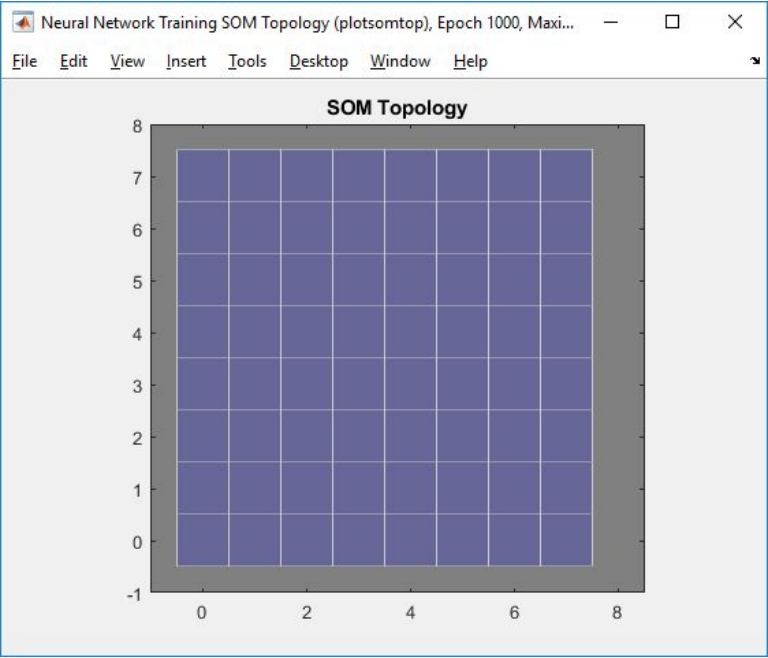 Neural Network Training SOM Topology (plotsomtop), Epoch 1000, Maxi...
File Edit View Insert Tools Desktop Window Help
SOM Topology
8
7
6
5
4
3
2
1
0
-1
0 2 4 6 8